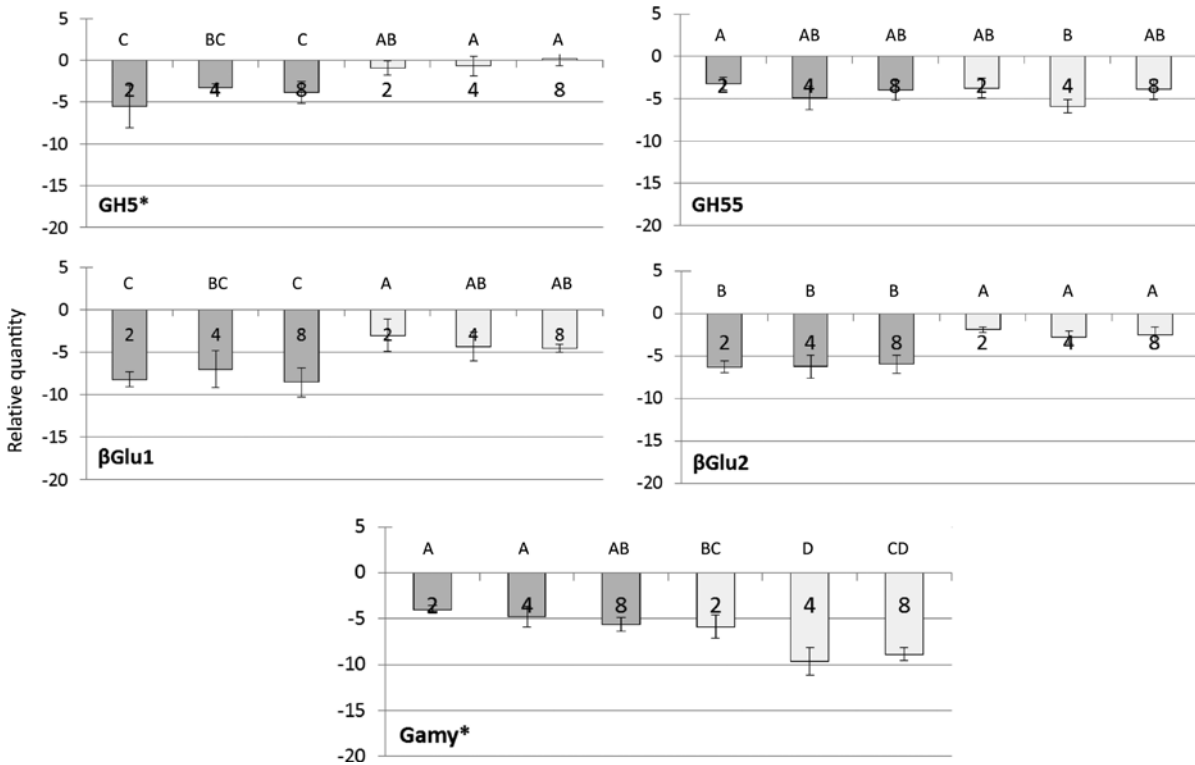 5
0
-5
-10
-15
-20
C BC C AB A A
2 4 8 2 4 8
GH5*
5
0
-5
-10
-15
-20
A AB AB AB B AB
2 4 8 2 4 8
GH55
Relative quantity
5
0
-5
-10
-15
-20
C BC C A AB AB
2 4 8 2 4 8
βGlu1
5
0
-5
-10
-15
-20
B B B A A A
2 4 8 2 4 8
βGlu2
5
0
-5
-10
-15
-20
A A AB BC D CD
2 4 8 2 4 8
Gamy*